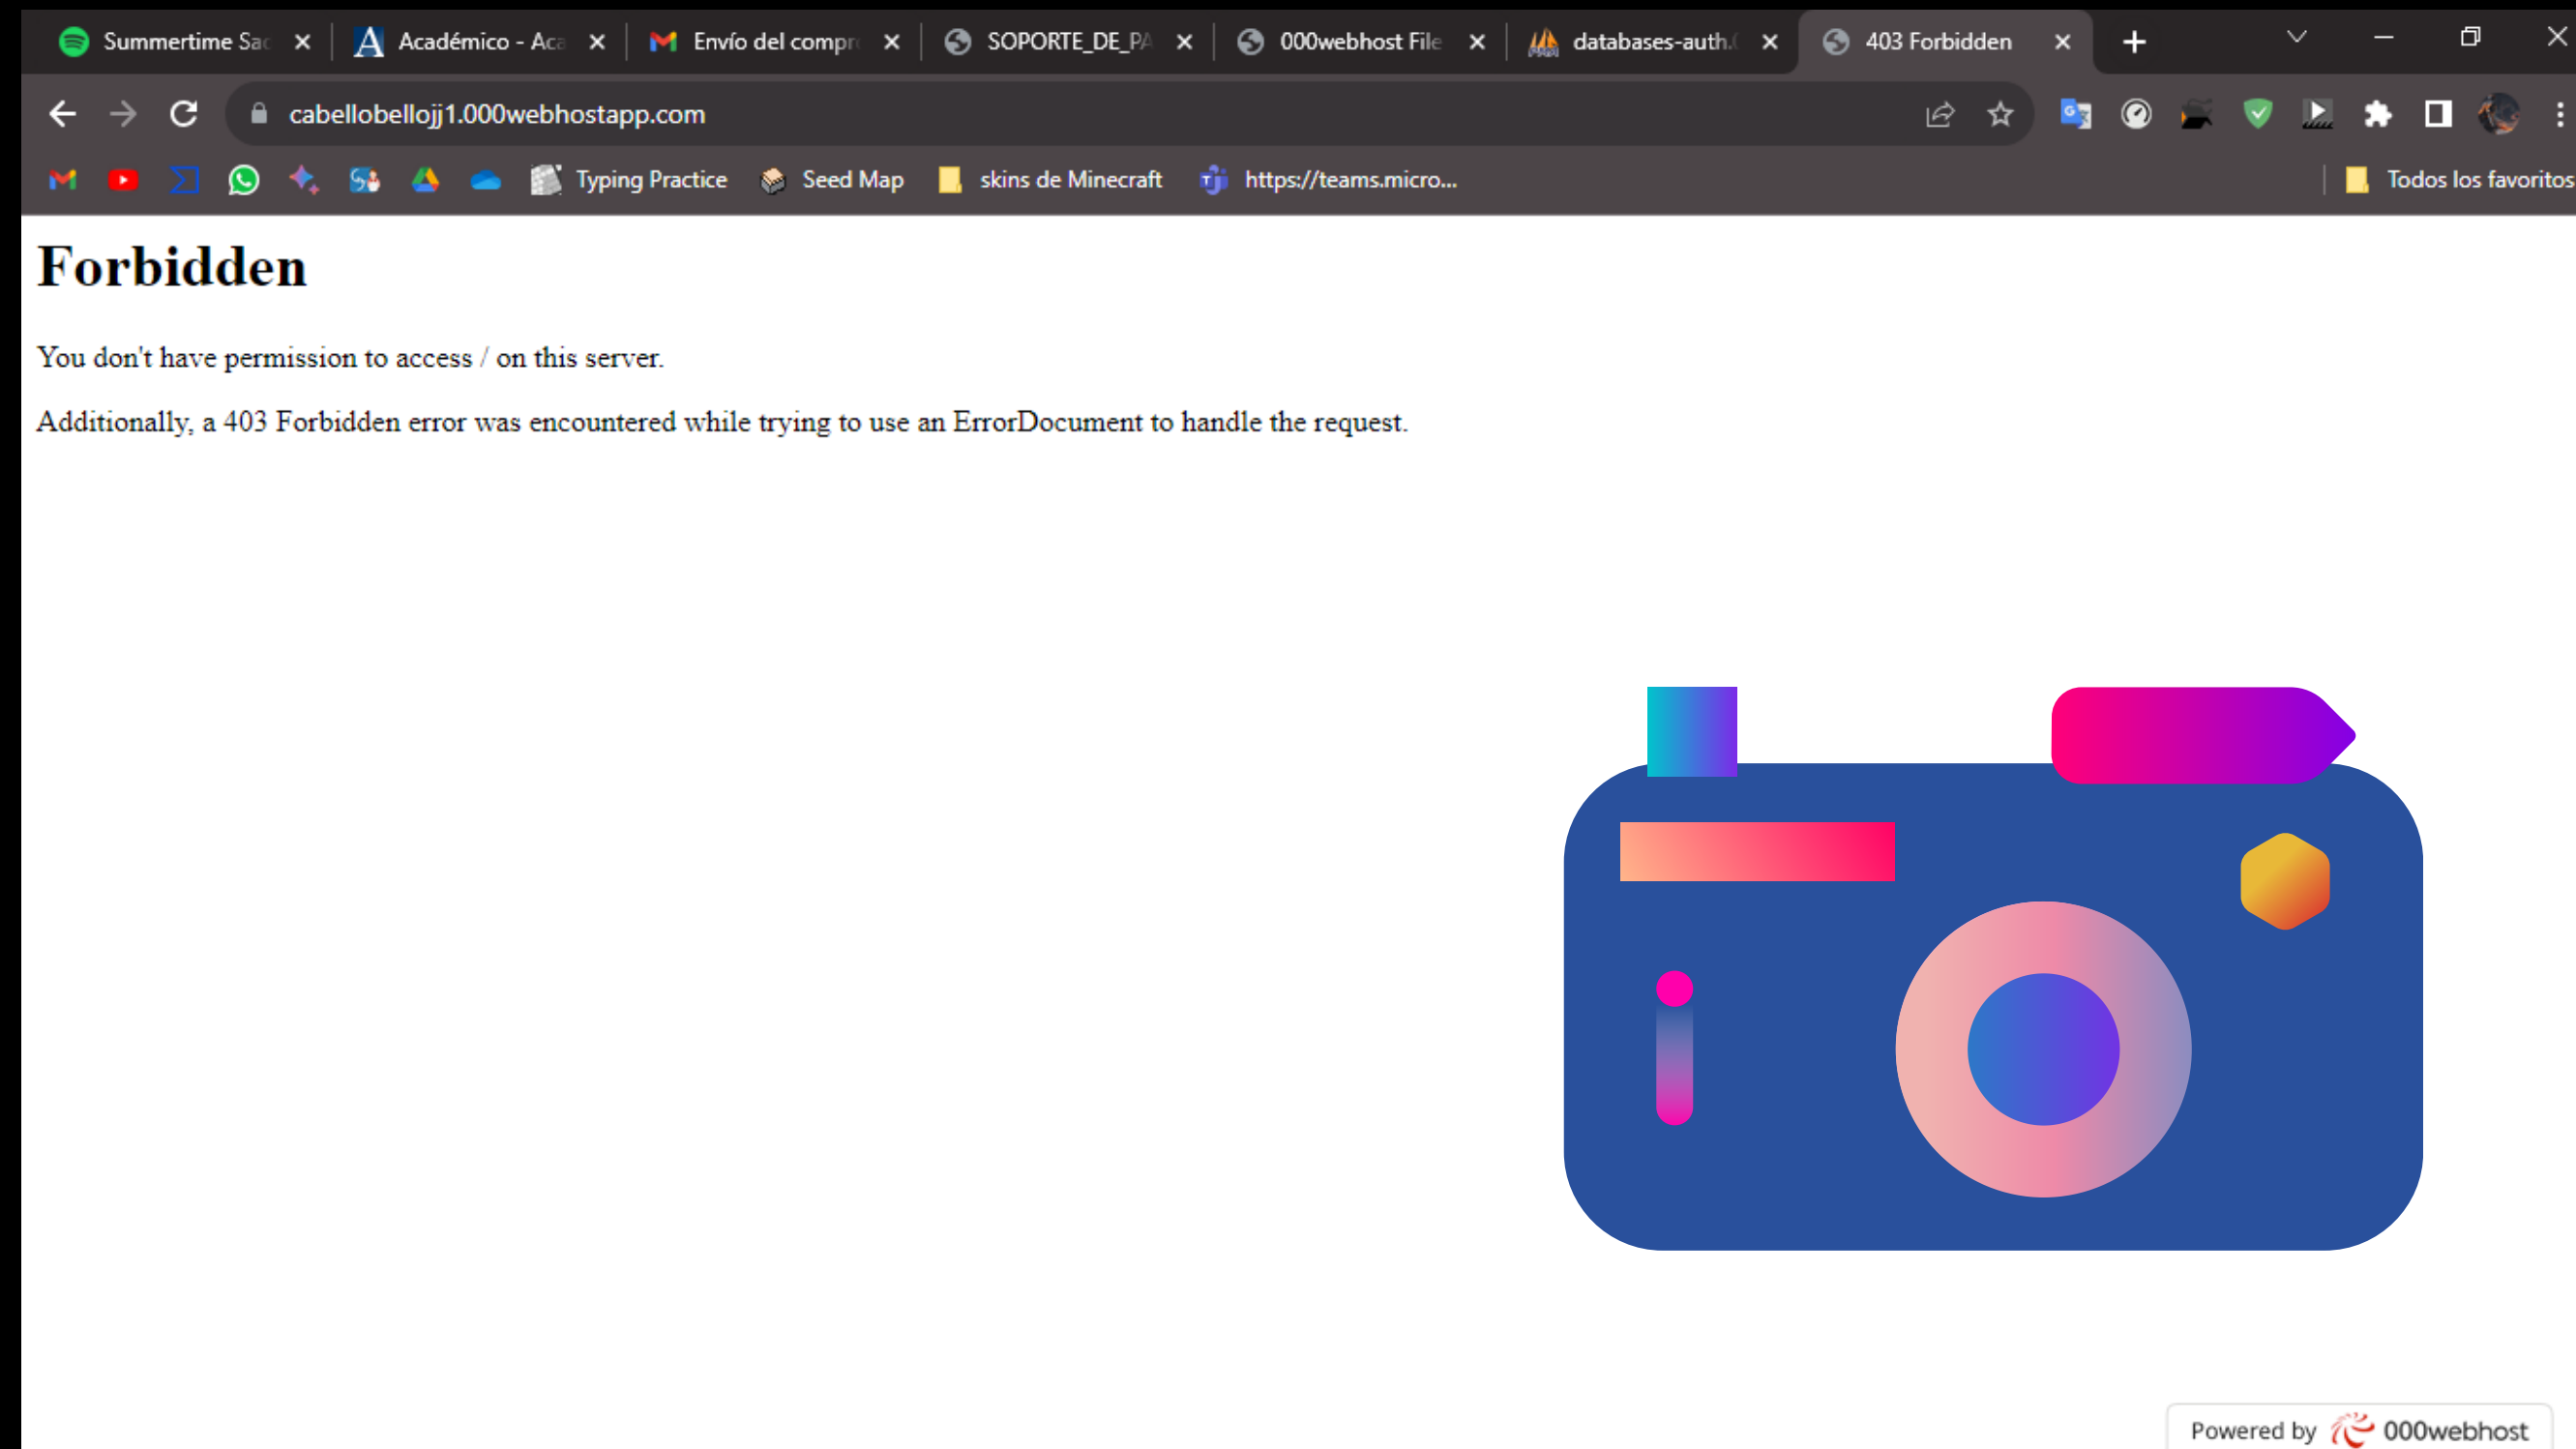 Summertime Sac
Académico - Aca
Envío del compr
SOPORTE_DE_PA
000webhost File
databases-auth.
403 Forbidden
cabellobellojj1.000webhostapp.com
Typing Practice
Seed Map
skins de Minecraft
https://teams.micro...
Todos los favoritos
Forbidden
You don't have permission to access / on this server.
Additionally, a 403 Forbidden error was encountered while trying to use an ErrorDocument to handle the request.
Powered by 000webhost